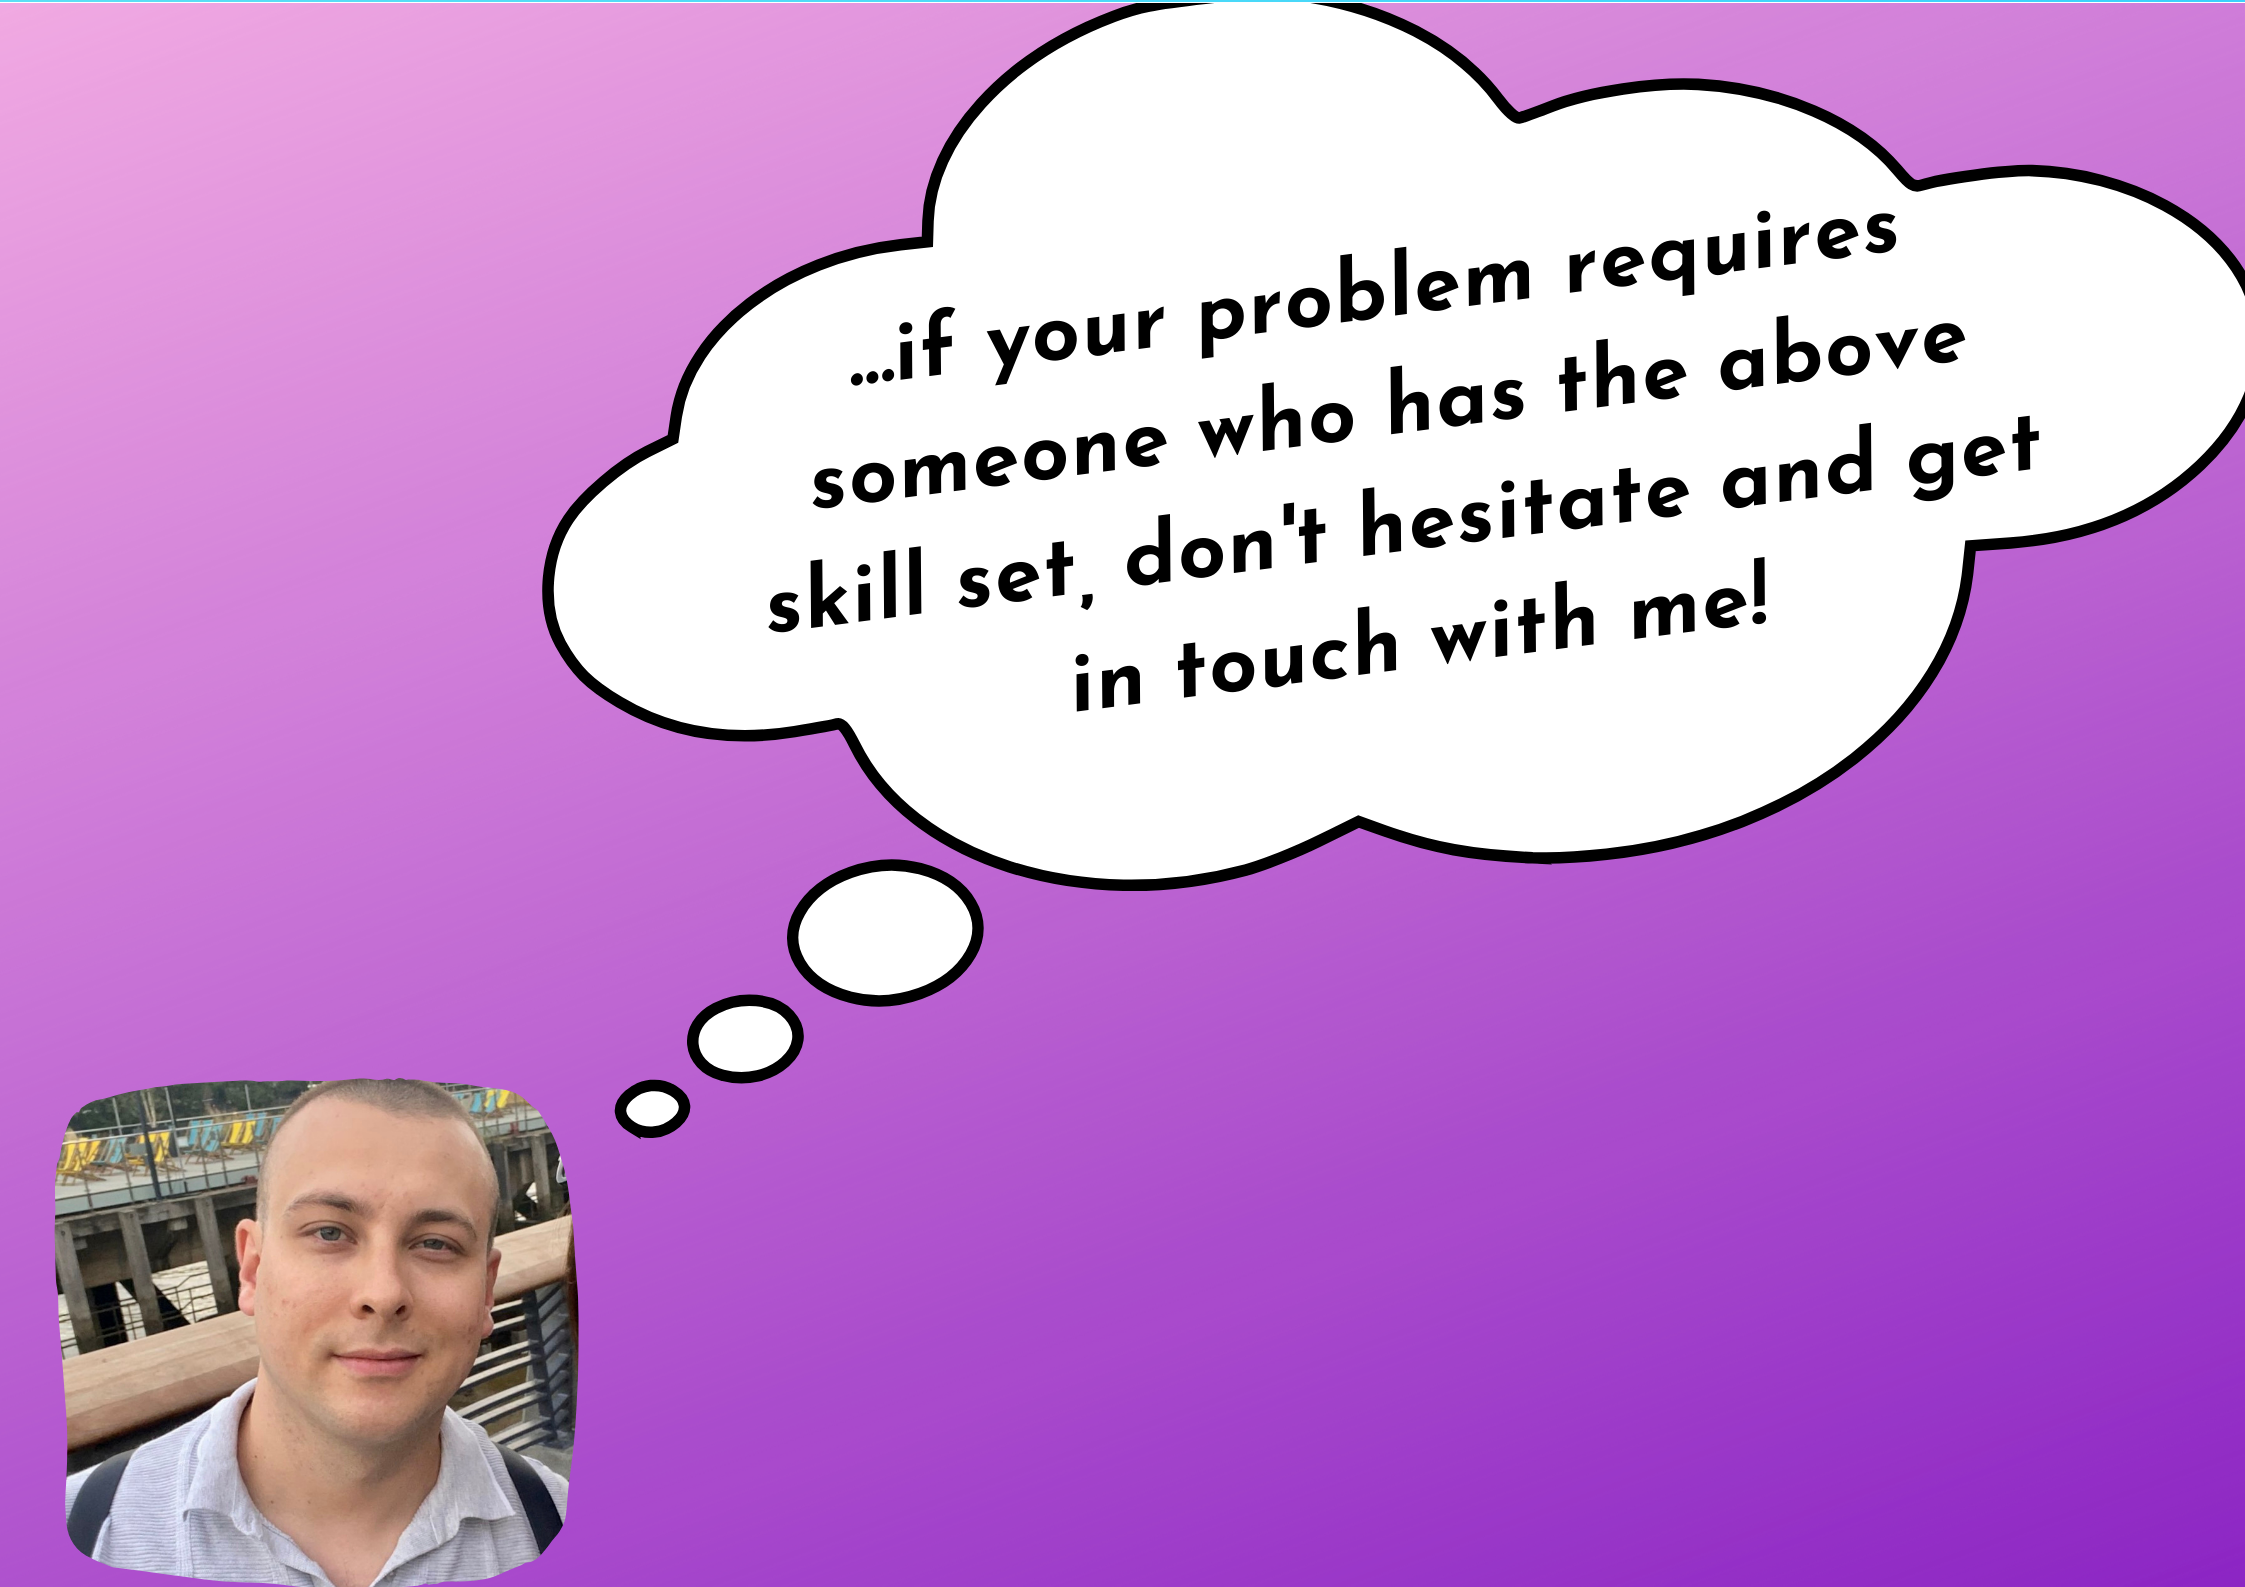 ...if your problem requires
someone who has the above
skill set, don't hesitate and get
in touch with me!